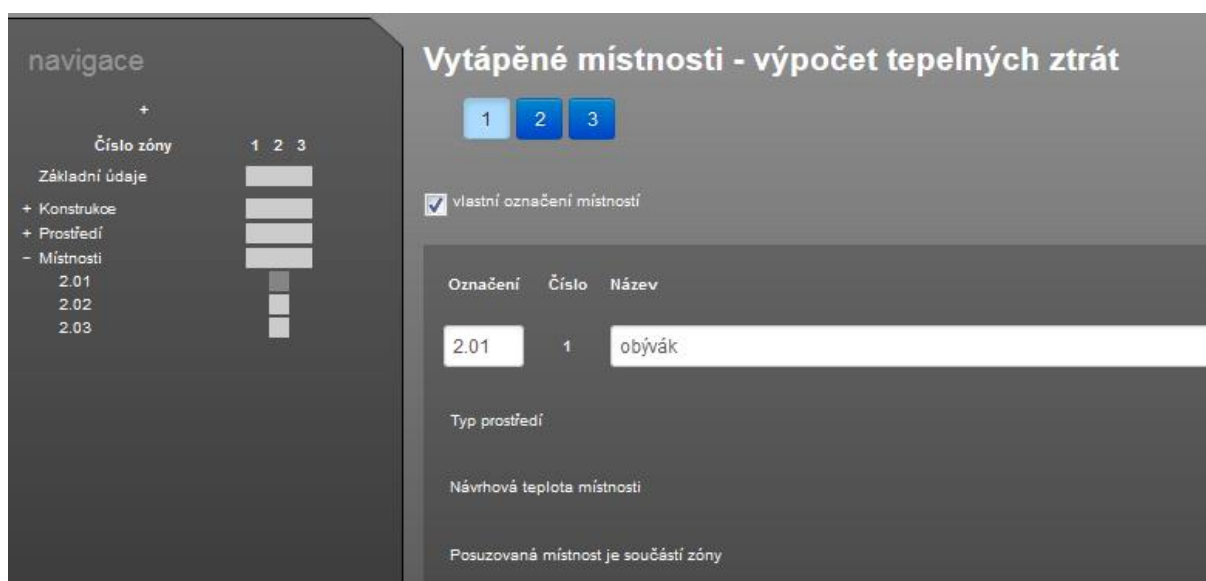 navigace
+
Číslo zóny 1 2 3
Základní údaje
+ Konstrukce
+ Prostředí
− Místnosti
2.01
2.02
2.03
Vytápěné místnosti - výpočet tepelných ztrát
1 2 3
vlastní označení místností
Označení Číslo Název
2.01 1 obývák
Typ prostředí
Návrhová teplota místnosti
Posuzovaná místnost je součástí zóny